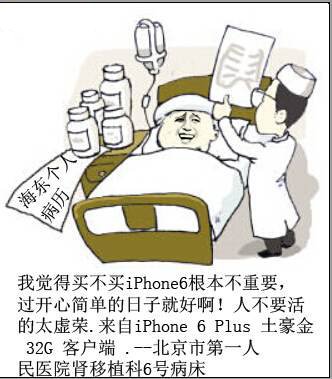 海东个人
病历
我觉得买不买iPhone6根本不重要，
过开心简单的日子就好啊！人不要活
的太虚荣.来自iPhone 6 Plus 土豪金
32G 客户端 .--北京市第一人
民医院肾移植科6号病床